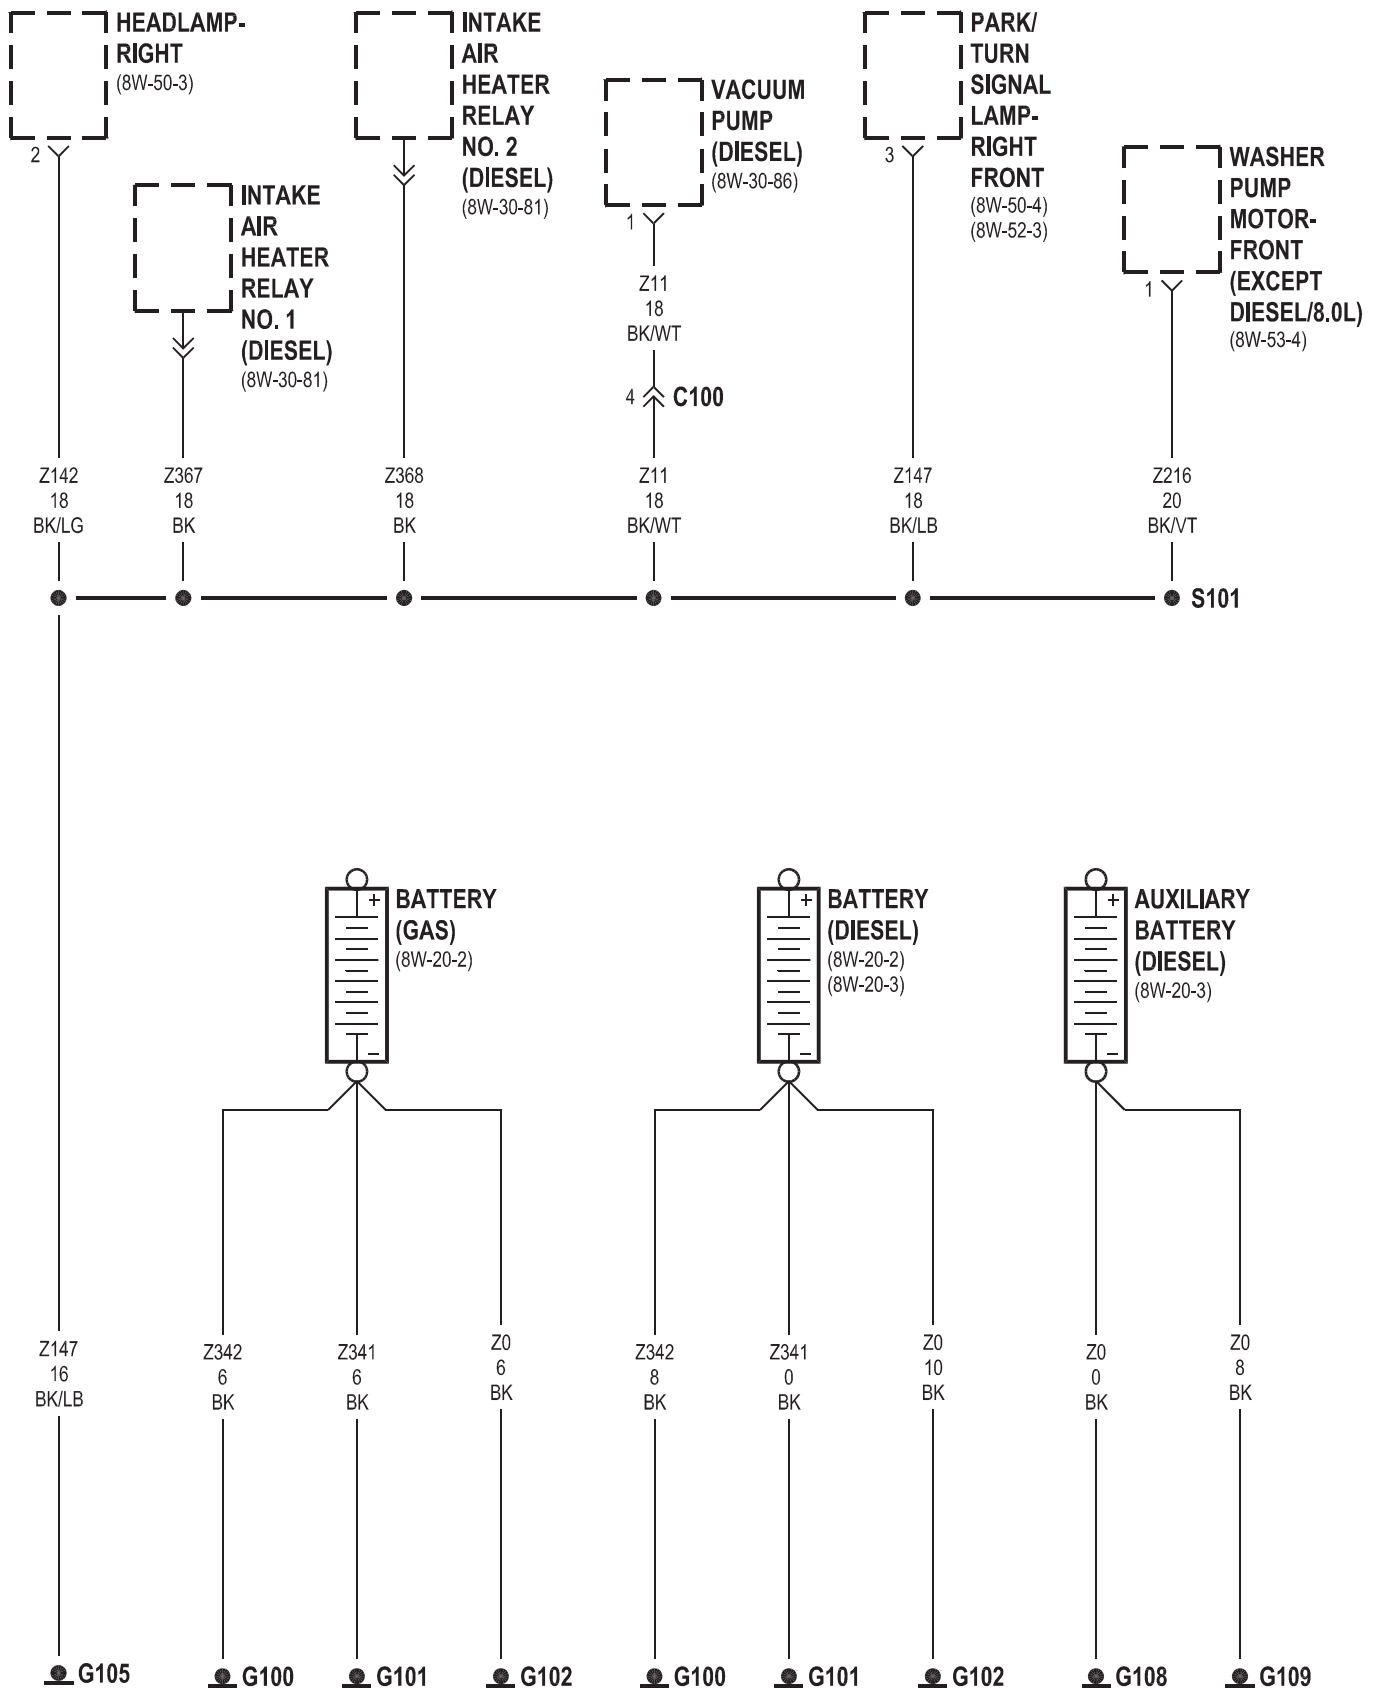 HEADLAMP-
RIGHT
(8W-50-3)
2
INTAKE
AIR
HEATER
RELAY
NO. 1
(DIESEL)
(8W-30-81)
INTAKE
AIR
HEATER
RELAY
NO. 2
(DIESEL)
(8W-30-81)
VACUUM
PUMP
(DIESEL)
(8W-30-86)
1
Z11
18
BK/WT
4
C100
PARK/
TURN
SIGNAL
LAMP-
RIGHT
FRONT
(8W-50-4)
(8W-52-3)
3
WASHER
PUMP
MOTOR-
FRONT
(EXCEPT
DIESEL/8.0L)
(8W-53-4)
1
Z142
18
BK/LG
Z367
18
BK
Z368
18
BK
Z11
18
BK/WT
Z147
18
BK/LB
Z216
20
BK/VT
S101
+
BATTERY
(GAS)
(8W-20-2)
–
+
BATTERY
(DIESEL)
(8W-20-2)
(8W-20-3)
–
+
AUXILIARY
BATTERY
(DIESEL)
(8W-20-3)
–
Z147
16
BK/LB
Z342
6
BK
Z341
6
BK
Z0
6
BK
Z342
8
BK
Z341
0
BK
Z0
10
BK
Z0
0
BK
Z0
8
BK
G105
G100
G101
G102
G100
G101
G102
G108
G109